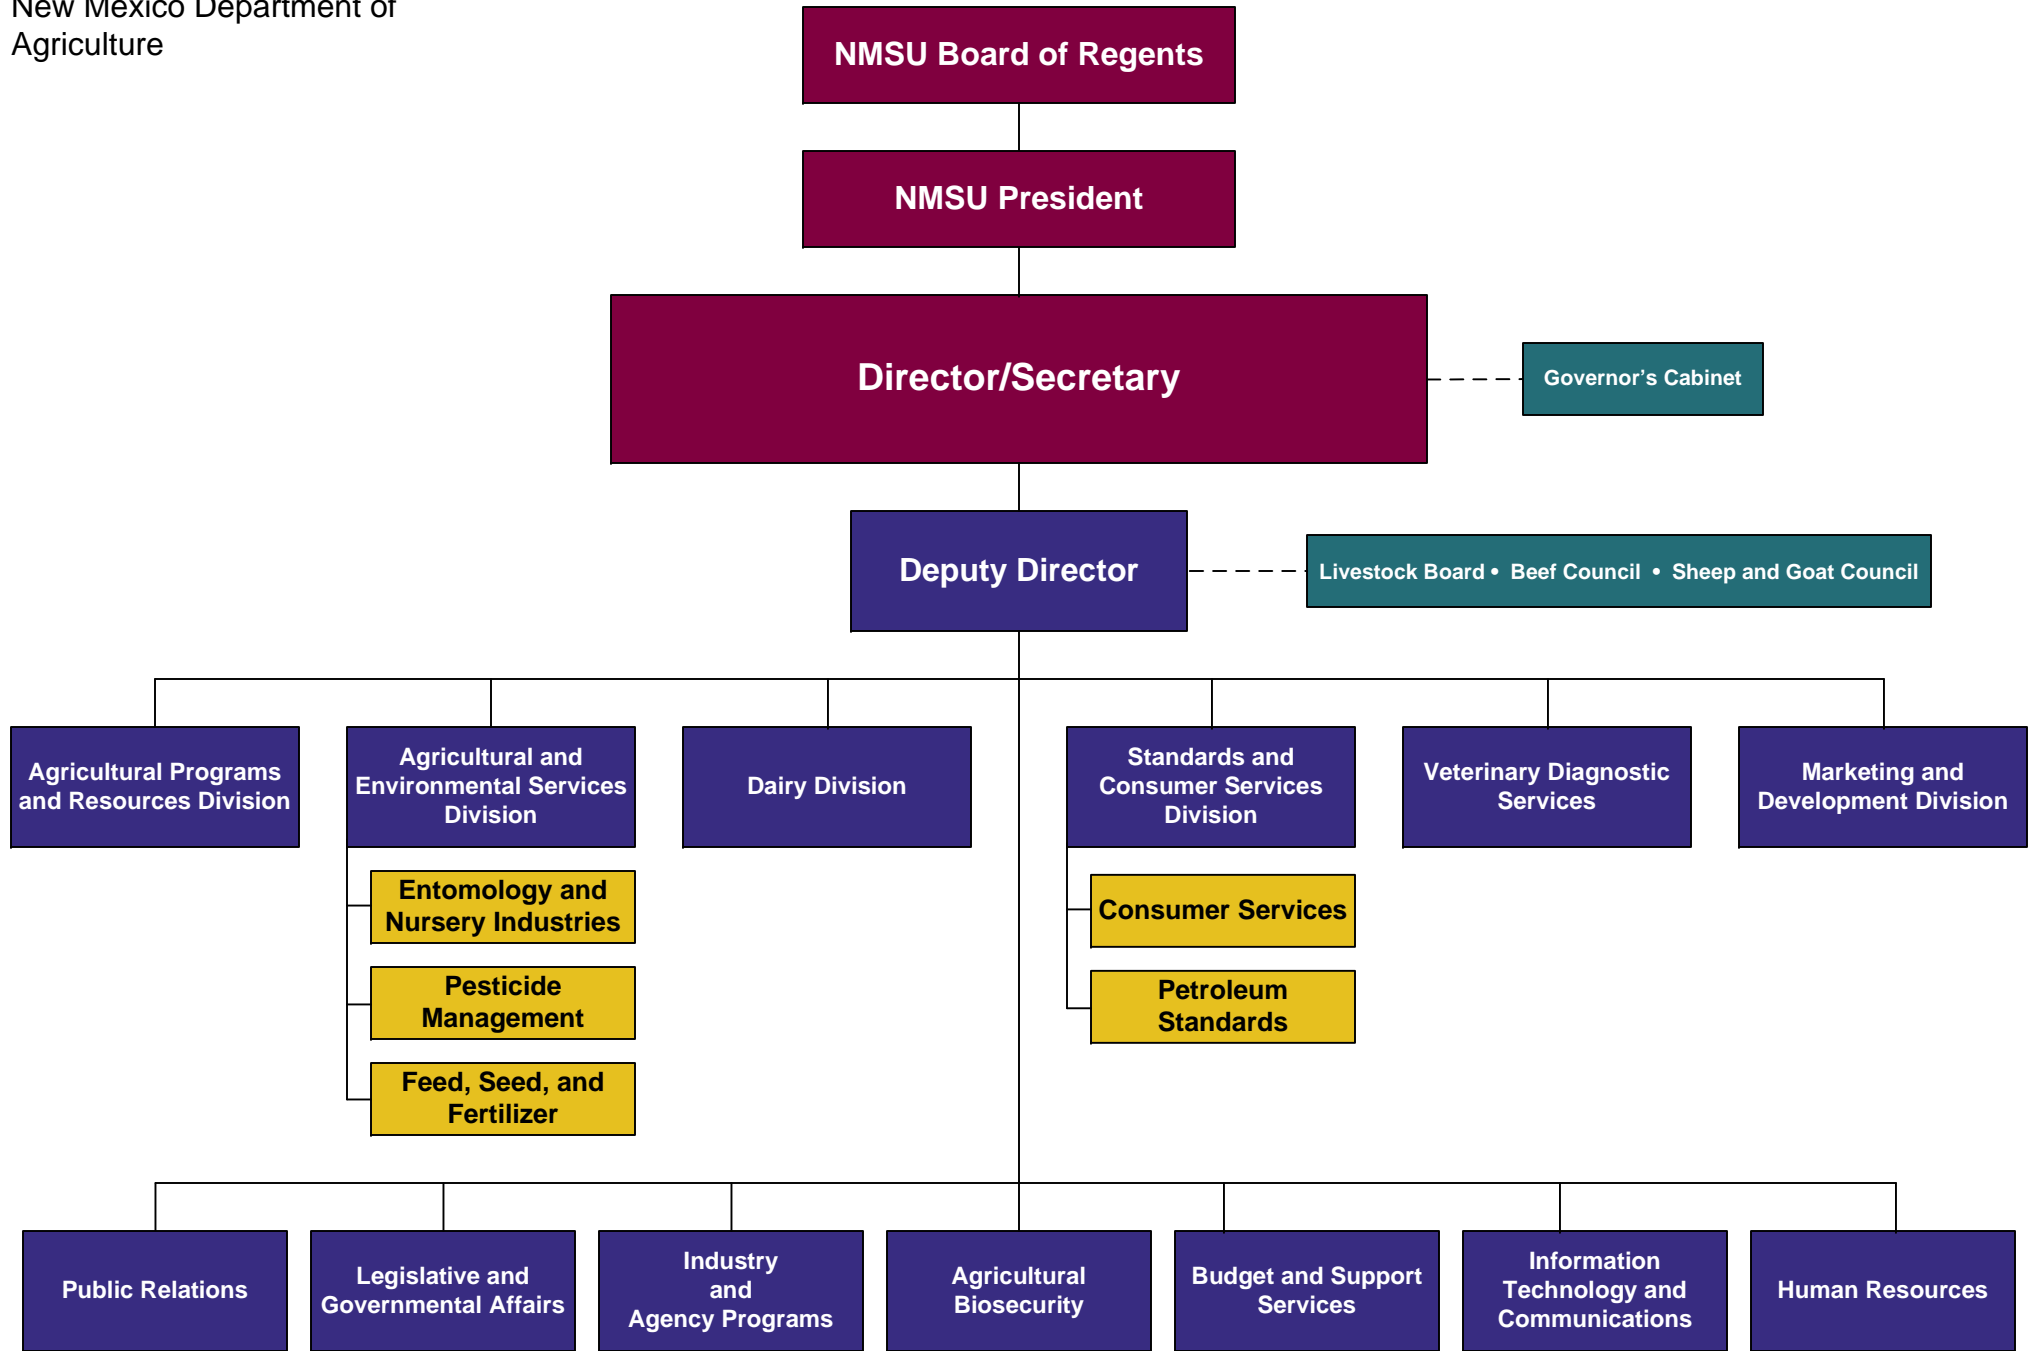 New Mexico Department of
Agriculture
NMSU Board of Regents
NMSU President
Director/Secretary
Governor’s Cabinet
Deputy Director
Livestock Board • Beef Council • Sheep and Goat Council
Agricultural Programs
and Resources Division
Agricultural and
Environmental Services
Division
Dairy Division
Standards and
Consumer Services
Division
Veterinary Diagnostic
Services
Marketing and
Development Division
Entomology and
Nursery Industries
Pesticide
Management
Feed, Seed, and
Fertilizer
Consumer Services
Petroleum
Standards
Public Relations
Legislative and
Governmental Affairs
Industry
and
Agency Programs
Agricultural
Biosecurity
Budget and Support
Services
Information
Technology and
Communications
Human Resources